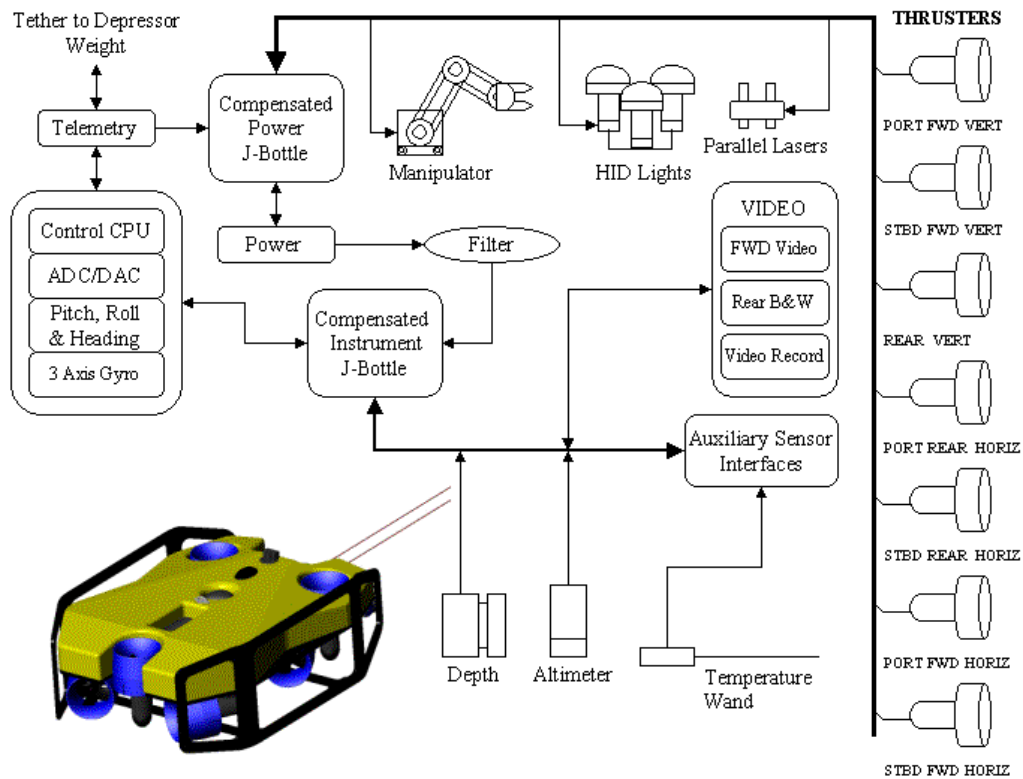 Tether to Depressor
Weight
THRUSTERS
Telemetry
Compensated
Power
J-Bottle
Manipulator
HID Lights
Parallel Lasers
PORT FWD VERT
Control CPU
ADC/DAC
Pitch, Roll
& Heading
3 Axis Gyro
Power
Filter
Compensated
Instrument
J-Bottle
VIDEO
FWD Video
Rear B&W
Video Record
STBD FWD VERT
REAR VERT
Auxiliary Sensor
Interfaces
PORT REAR HORIZ
STBD REAR HORIZ
Depth
Altimeter
Temperature
Wand
PORT FWD HORIZ
STBD FWD HORIZ